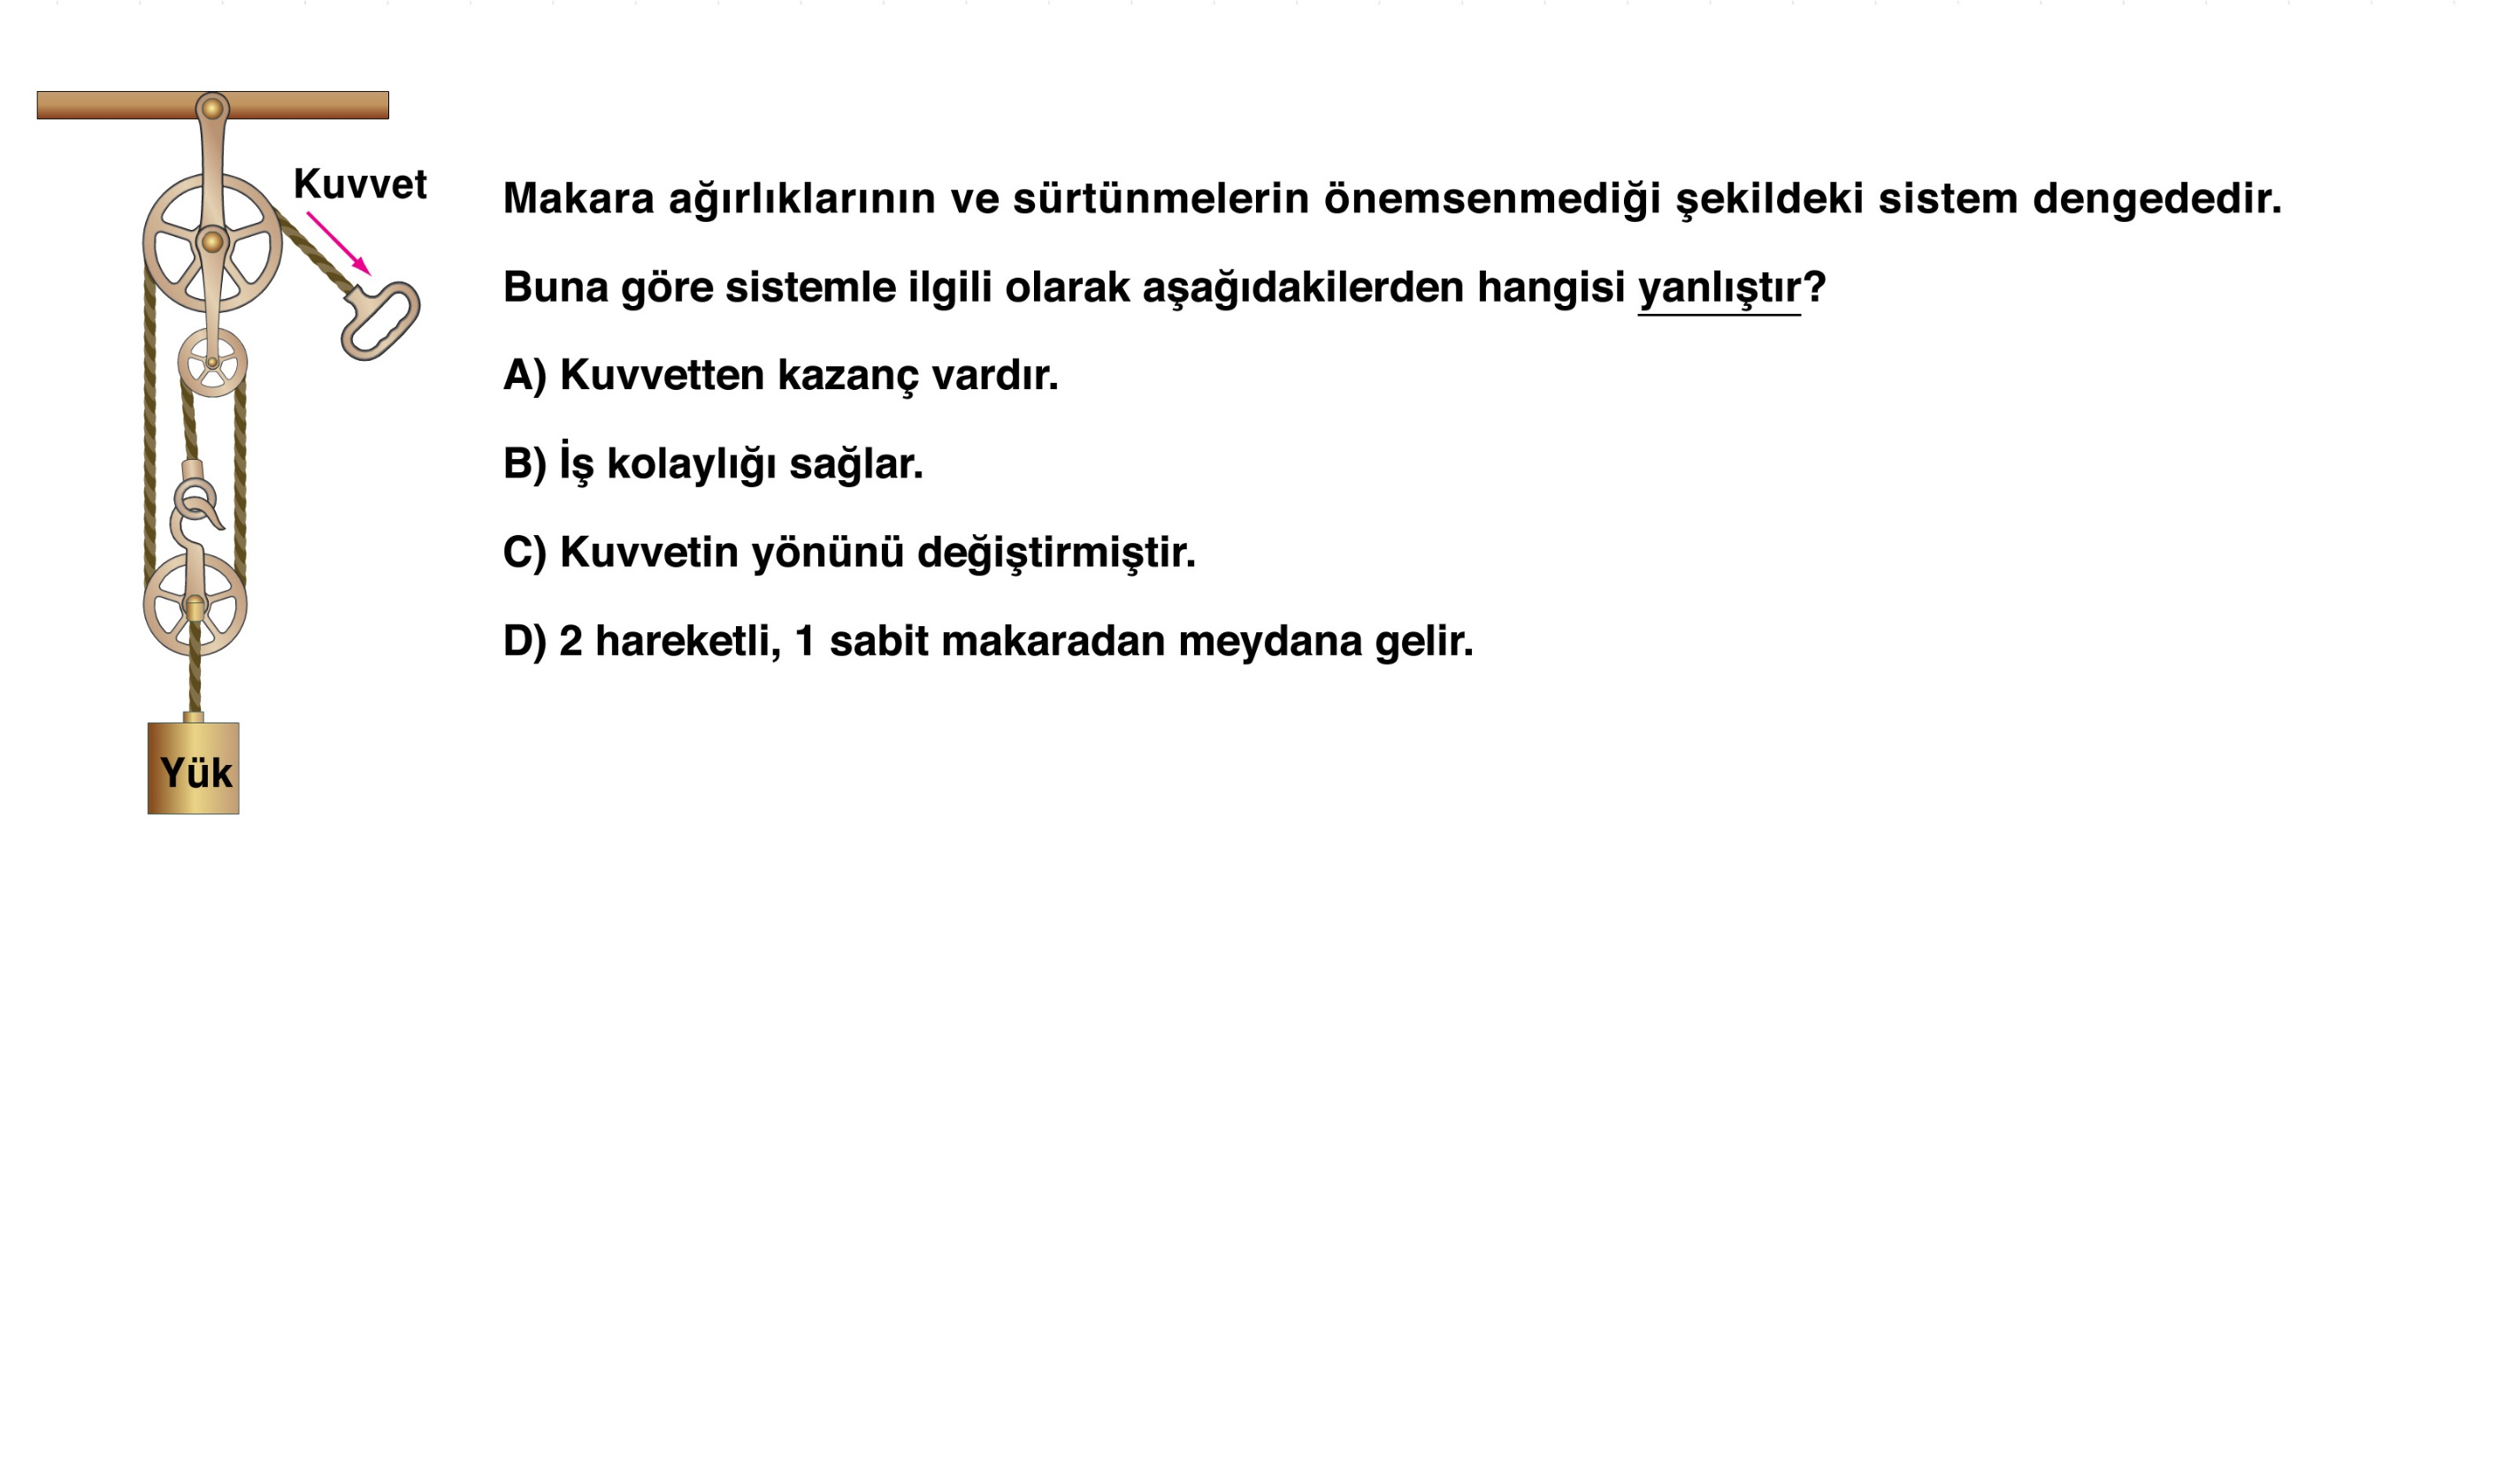 Kuvvet
Makara ağırlıklarının ve sürtünmelerin önemsenmediği şekildeki sistem dengededir.
Buna göre sistemle ilgili olarak aşağıdakilerden hangisi yanlıştır?
A) Kuvvetten kazanç vardır.
B) İş kolaylığı sağlar.
C) Kuvvetin yönünü değiştirmiştir.
D) 2 hareketli, 1 sabit makaradan meydana gelir.
Yük